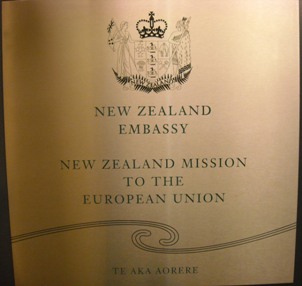 NEW ZEALAND
EMBASSY
NEW ZEALAND MISSION
TO THE
EUROPEAN UNION
TE AKA AORERE